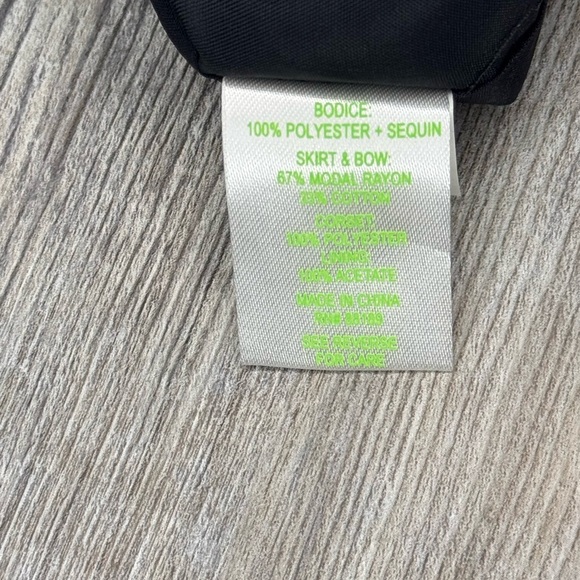 BODICE:
100% POLYESTER + SEQUIN
SKIRT & BOW:
67% MODAL RAYON
33% COTTON
CORSET
100% POLYESTER
LINING
100% ACETATE
MADE IN CHINA
SEE REVERSE
FOR CARE